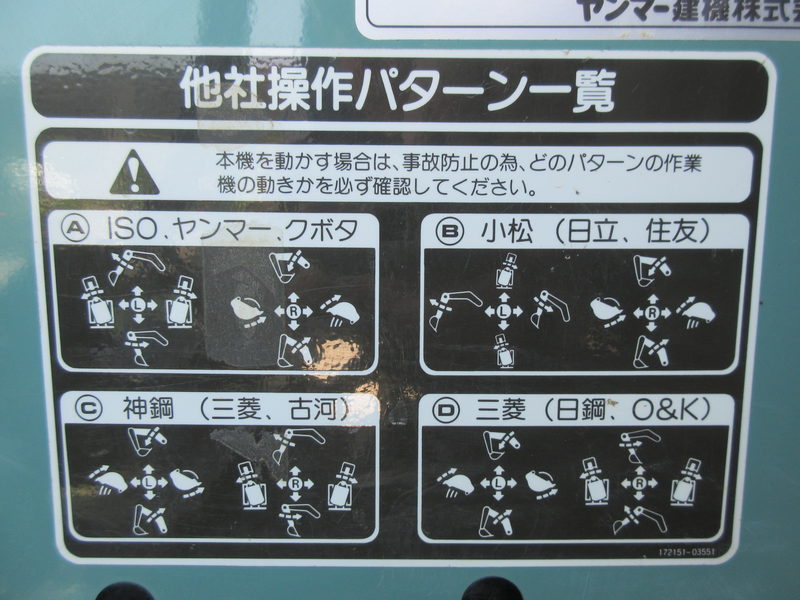 ヤンマー建機株式会
他社操作パターン一覧
本機を動かす場合は、事故防止の為、どのパターンの作業
機の動きかを必ず確認してください。
Ⓐ ISO、ヤンマー、クボタ
Ⓑ 小松（日立、住友）
L R L R
Ⓒ 神鋼（三菱、古河）
Ⓓ 三菱（日鋼、O&K）
L R L R
172151-03551